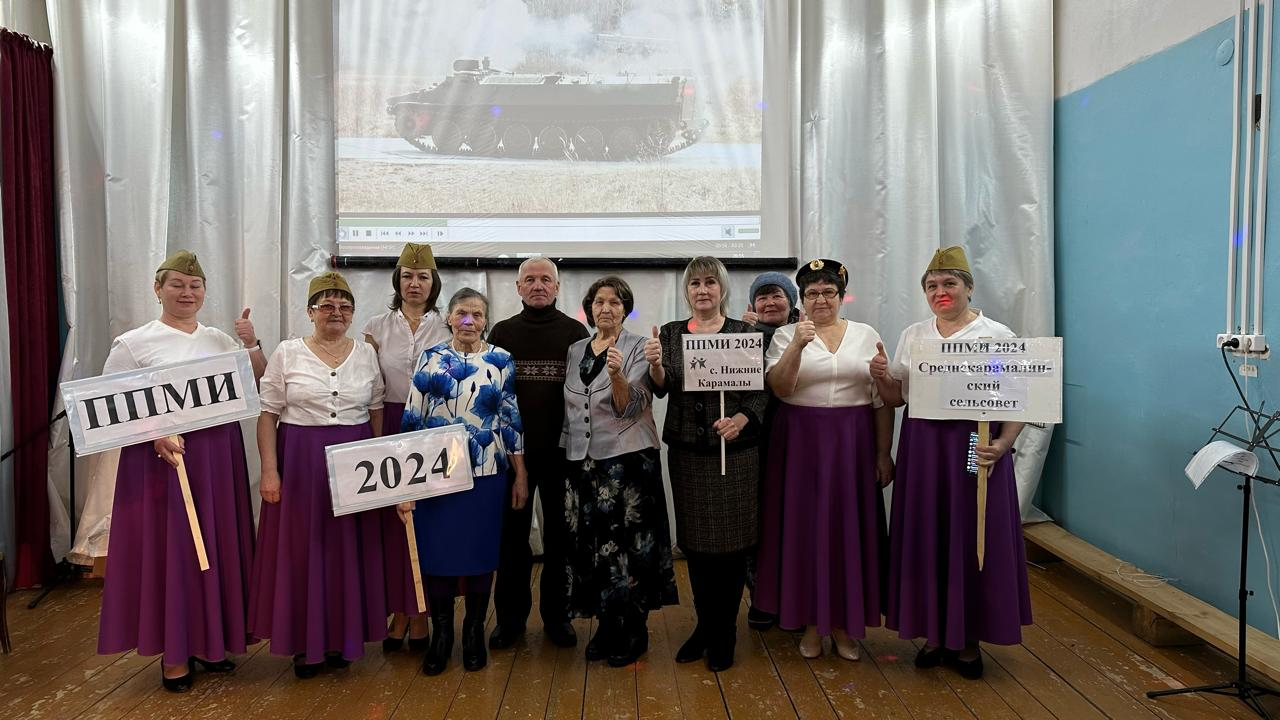 ППМИ
2024
ППМИ 2024
с. Нижние
Карамалы
ППМИ 2024
Среднекарамалин-
ский
сельсовет